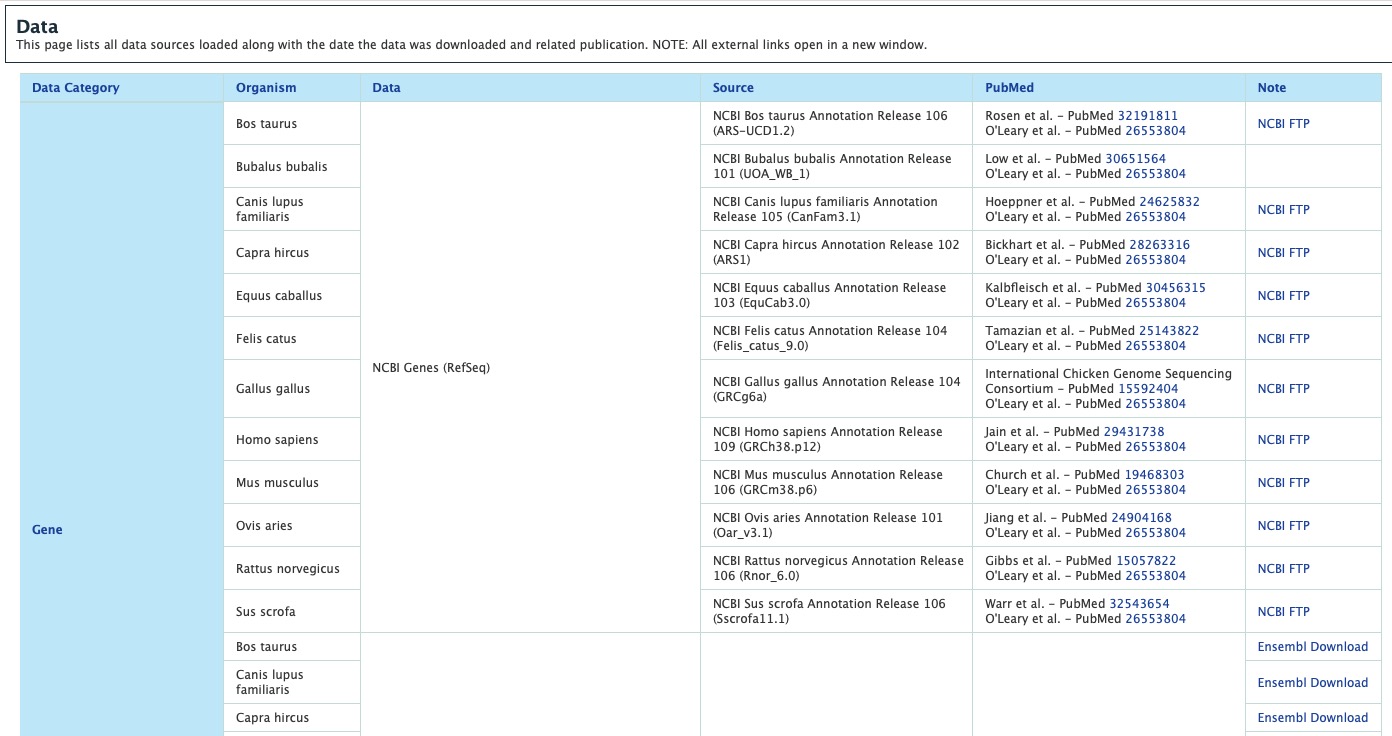 Data
This page lists all data sources loaded along with the date the data was downloaded and related publication. NOTE: All external links open in a new window.
Data Category Organism Data Source PubMed Note
Gene
NCBI Genes (RefSeq)
Bos taurus
NCBI Bos taurus Annotation Release 106
(ARS-UCD1.2)
Rosen et al. - PubMed 32191811
O'Leary et al. - PubMed 26553804
NCBI FTP
Bubalus bubalis
NCBI Bubalus bubalis Annotation Release
101 (UOA_WB_1)
Low et al. - PubMed 30651564
O'Leary et al. - PubMed 26553804
Canis lupus
familiaris
NCBI Canis lupus familiaris Annotation
Release 105 (CanFam3.1)
Hoeppner et al. - PubMed 24625832
O'Leary et al. - PubMed 26553804
NCBI FTP
Capra hircus
NCBI Capra hircus Annotation Release 102
(ARS1)
Bickhart et al. - PubMed 28263316
O'Leary et al. - PubMed 26553804
NCBI FTP
Equus caballus
NCBI Equus caballus Annotation Release
103 (EquCab3.0)
Kalbfleisch et al. - PubMed 30456315
O'Leary et al. - PubMed 26553804
NCBI FTP
Felis catus
NCBI Felis catus Annotation Release 104
(Felis_catus_9.0)
Tamazian et al. - PubMed 25143822
O'Leary et al. - PubMed 26553804
NCBI FTP
Gallus gallus
NCBI Gallus gallus Annotation Release 104
(GRCg6a)
International Chicken Genome Sequencing
Consortium - PubMed 15592404
O'Leary et al. - PubMed 26553804
NCBI FTP
Homo sapiens
NCBI Homo sapiens Annotation Release
109 (GRCh38.p12)
Jain et al. - PubMed 29431738
O'Leary et al. - PubMed 26553804
NCBI FTP
Mus musculus
NCBI Mus musculus Annotation Release
106 (GRCm38.p6)
Church et al. - PubMed 19468303
O'Leary et al. - PubMed 26553804
NCBI FTP
Ovis aries
NCBI Ovis aries Annotation Release 101
(Oar_v3.1)
Jiang et al. - PubMed 24904168
O'Leary et al. - PubMed 26553804
NCBI FTP
Rattus norvegicus
NCBI Rattus norvegicus Annotation Release
106 (Rnor_6.0)
Gibbs et al. - PubMed 15057822
O'Leary et al. - PubMed 26553804
NCBI FTP
Sus scrofa
NCBI Sus scrofa Annotation Release 106
(Sscrofa11.1)
Warr et al. - PubMed 32543654
O'Leary et al. - PubMed 26553804
NCBI FTP
Bos taurus
Ensembl Download
Canis lupus
familiaris
Ensembl Download
Capra hircus
Ensembl Download